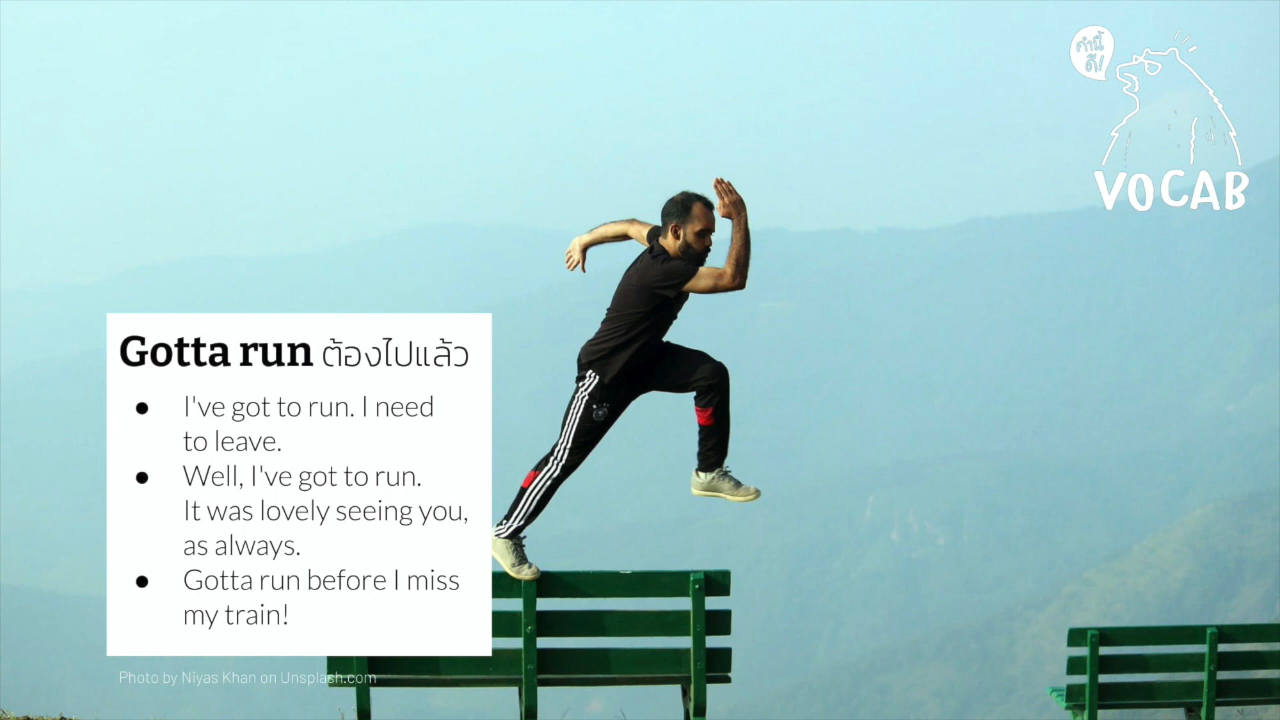 คำนี้
ดี!
VOCAB
Gotta run ต้องไปแล้ว
● I've got to run. I need
to leave.
● Well, I've got to run.
It was lovely seeing you,
as always.
● Gotta run before I miss
my train!
Photo by Niyas Khan on Unsplash.com